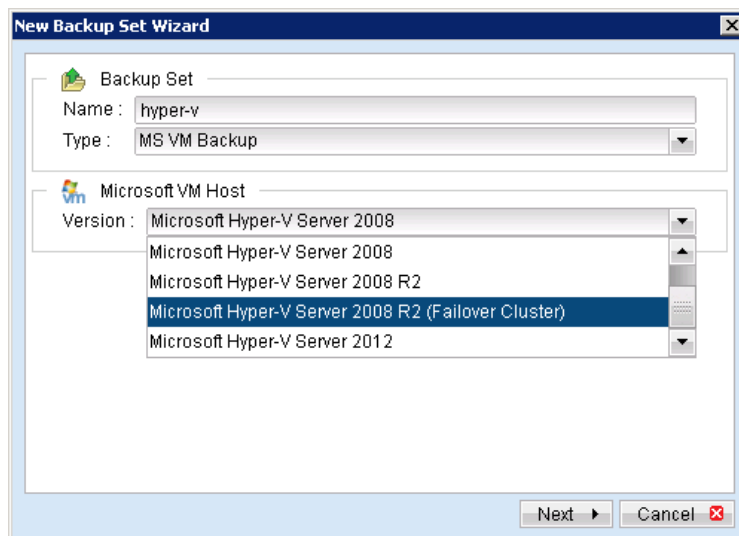 New Backup Set Wizard
Backup Set
Name : hyper-v
Type : MS VM Backup
vm Microsoft VM Host
Version : Microsoft Hyper-V Server 2008
Microsoft Hyper-V Server 2008
Microsoft Hyper-V Server 2008 R2
Microsoft Hyper-V Server 2008 R2 (Failover Cluster)
Microsoft Hyper-V Server 2012
Next Cancel